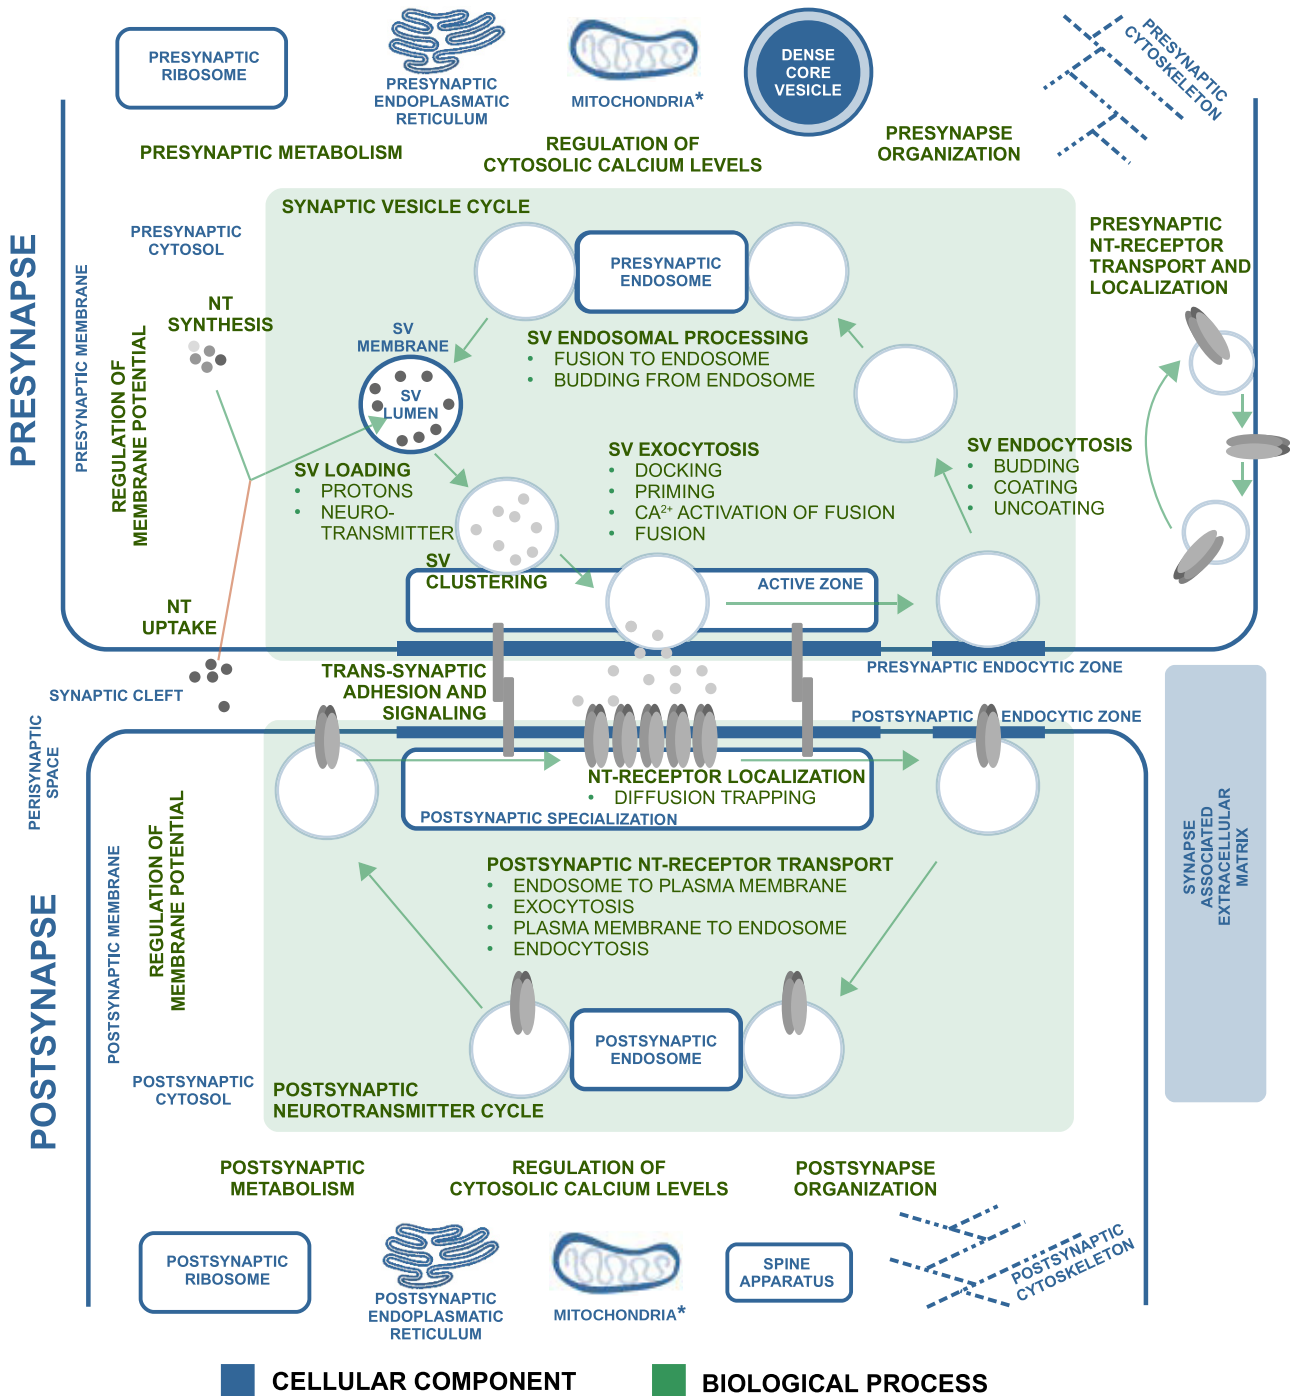 PRESYNAPTIC
RIBOSOME
PRESYNAPTIC
ENDOPLASMATIC
RETICULUM
MITOCHONDRIA*
DENSE
CORE
VESICLE
PRESYNAPTIC
CYTOSKELETON
PRESYNAPTIC METABOLISM
REGULATION OF
CYTOSOLIC CALCIUM LEVELS
PRESYNAPSE
ORGANIZATION
PRESYNAPSE
PRESYNAPTIC MEMBRANE
REGULATION OF
MEMBRANE POTENTIAL
PRESYNAPTIC
CYTOSOL
SYNAPTIC VESICLE CYCLE
PRESYNAPTIC
ENDOSOME
PRESYNAPTIC
NT-RECEPTOR
TRANSPORT AND
LOCALIZATION
NT
SYNTHESIS
SV
MEMBRANE
SV
LUMEN
SV ENDOSOMAL PROCESSING
• FUSION TO ENDOSOME
• BUDDING FROM ENDOSOME
SV LOADING
• PROTONS
• NEURO-
TRANSMITTER
SV EXOCYTOSIS
• DOCKING
• PRIMING
• CA²⁺ ACTIVATION OF FUSION
• FUSION
SV ENDOCYTOSIS
• BUDDING
• COATING
• UNCOATING
SV
CLUSTERING
ACTIVE ZONE
NT
UPTAKE
PRESYNAPTIC ENDOCYTIC ZONE
SYNAPTIC CLEFT
TRANS-SYNAPTIC
ADHESION AND
SIGNALING
PERISYNAPTIC
SPACE
POSTSYNAPTIC ENDOCYTIC ZONE
NT-RECEPTOR LOCALIZATION
• DIFFUSION TRAPPING
POSTSYNAPTIC SPECIALIZATION
SYNAPSE
ASSOCIATED
EXTRACELLULAR
MATRIX
POSTSYNAPSE
POSTSYNAPTIC MEMBRANE
REGULATION OF
MEMBRANE POTENTIAL
POSTSYNAPTIC NT-RECEPTOR TRANSPORT
• ENDOSOME TO PLASMA MEMBRANE
• EXOCYTOSIS
• PLASMA MEMBRANE TO ENDOSOME
• ENDOCYTOSIS
POSTSYNAPTIC
ENDOSOME
POSTSYNAPTIC
CYTOSOL
POSTSYNAPTIC
NEUROTRANSMITTER CYCLE
POSTSYNAPTIC
METABOLISM
REGULATION OF
CYTOSOLIC CALCIUM LEVELS
POSTSYNAPSE
ORGANIZATION
POSTSYNAPTIC
RIBOSOME
POSTSYNAPTIC
ENDOPLASMATIC
RETICULUM
MITOCHONDRIA*
SPINE
APPARATUS
POSTSYNAPTIC
CYTOSKELETON
CELLULAR COMPONENT
BIOLOGICAL PROCESS